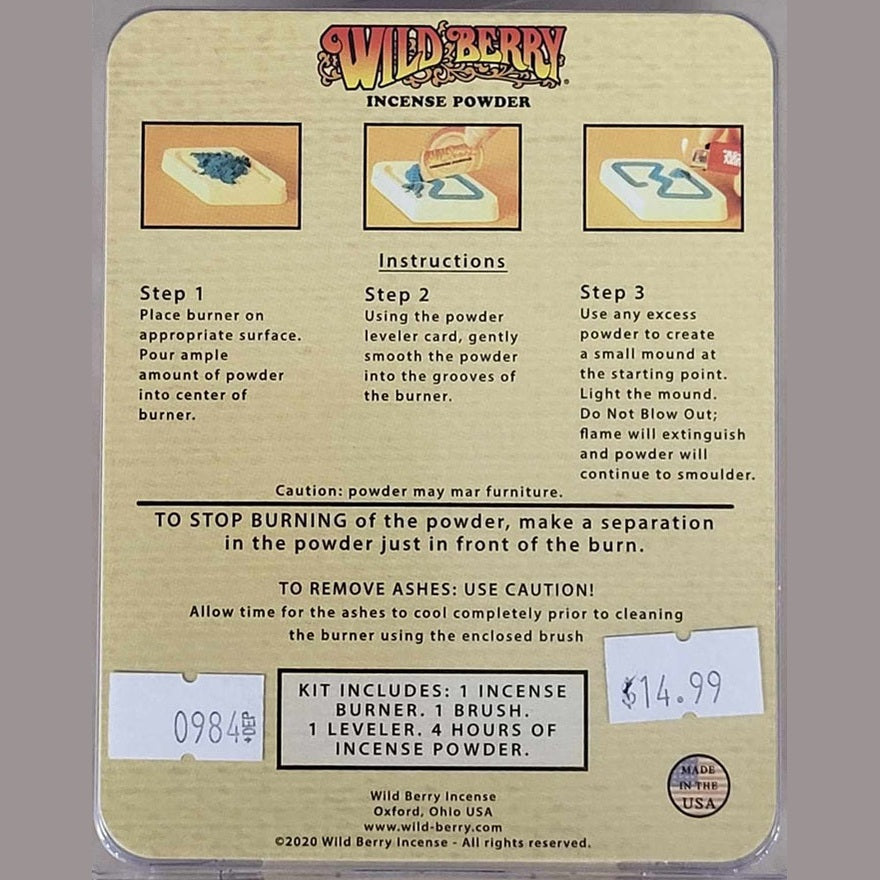 WILD BERRY®
INCENSE POWDER
Instructions
Step 1
Place burner on
appropriate surface.
Pour ample
amount of powder
into center of
burner.
Step 2
Using the powder
leveler card, gently
smooth the powder
into the grooves of
the burner.
Step 3
Use any excess
powder to create
a small mound at
the starting point.
Light the mound.
Do Not Blow Out;
flame will extinguish
and powder will
continue to smoulder.
Caution: powder may mar furniture.
TO STOP BURNING of the powder, make a separation
in the powder just in front of the burn.
TO REMOVE ASHES: USE CAUTION!
Allow time for the ashes to cool completely prior to cleaning
the burner using the enclosed brush
$14.99
0984
DEP
KIT INCLUDES: 1 INCENSE
BURNER. 1 BRUSH.
1 LEVELER. 4 HOURS OF
INCENSE POWDER.
MADE
IN THE
USA
Wild Berry Incense
Oxford, Ohio USA
www.wild-berry.com
©2020 Wild Berry Incense - All rights reserved.